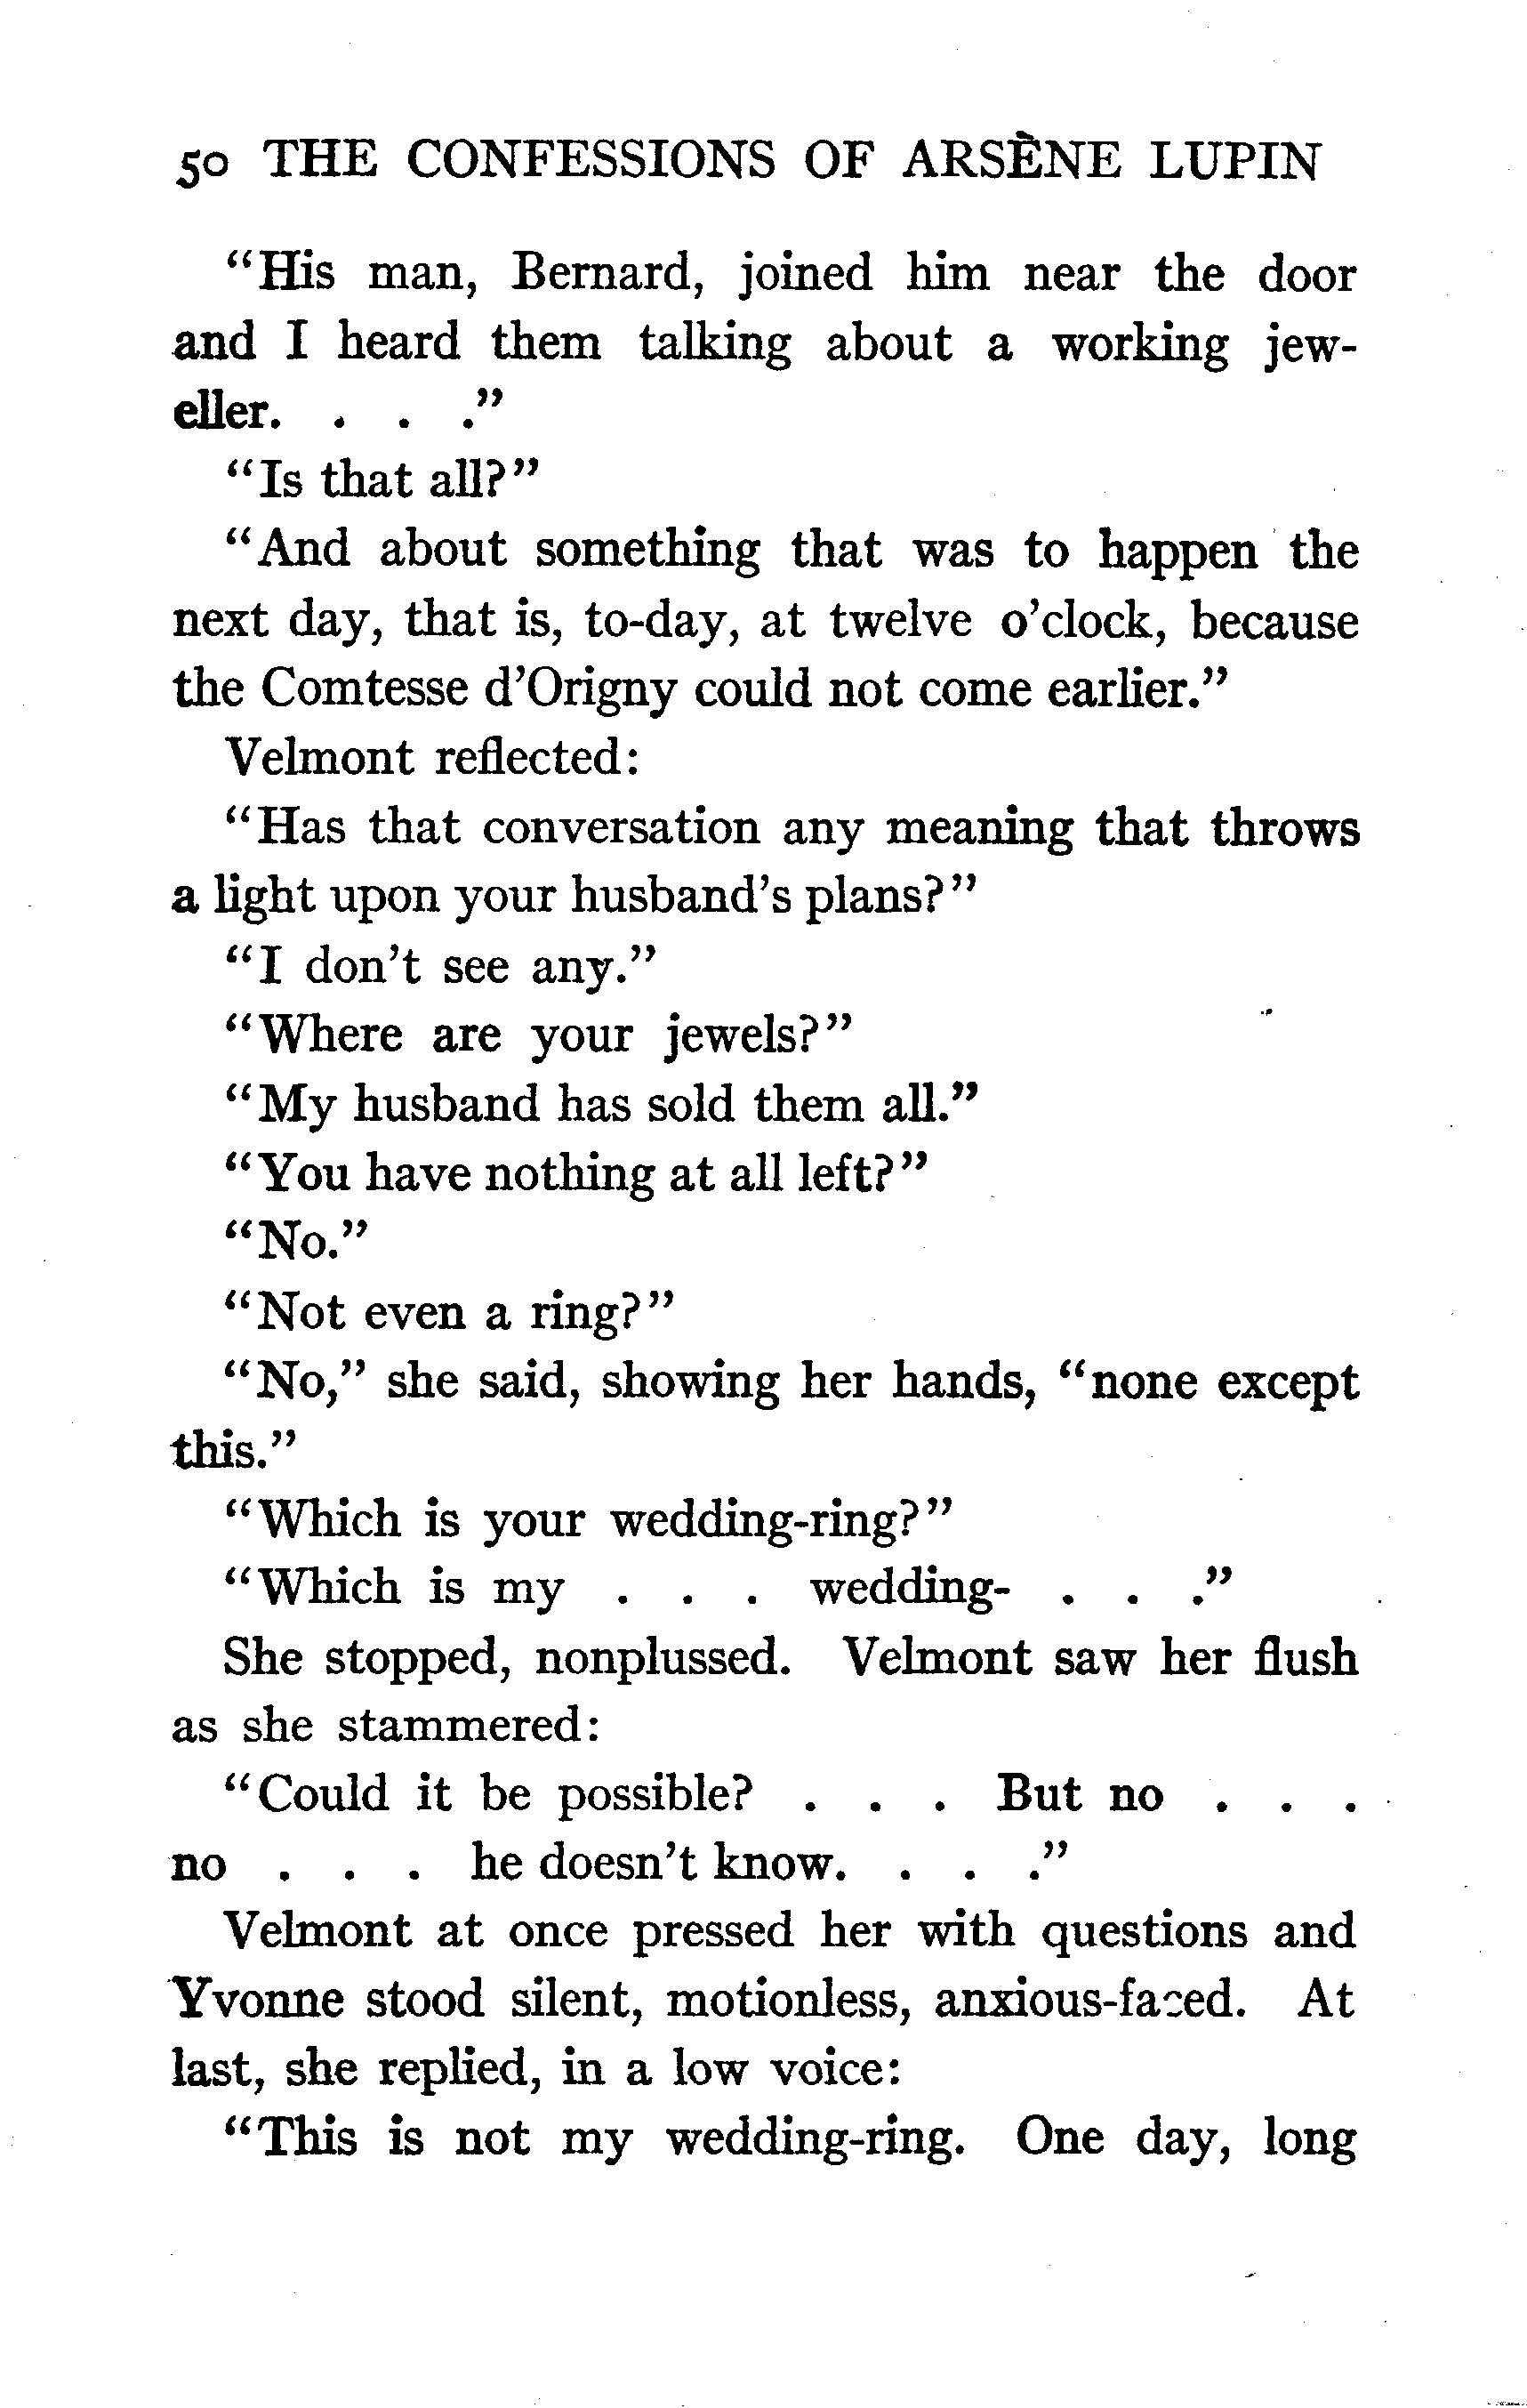 50 THE CONFESSIONS OF ARSÈNE LUPIN
“His man, Bernard, joined him near the door
and I heard them talking about a working jew-
eller. . . .”
“Is that all?”
“And about something that was to happen the
next day, that is, to-day, at twelve o’clock, because
the Comtesse d’Origny could not come earlier.”
Velmont reflected:
“Has that conversation any meaning that throws
a light upon your husband’s plans?”
“I don’t see any.”
“Where are your jewels?”
“My husband has sold them all.”
“You have nothing at all left?”
“No.”
“Not even a ring?”
“No,” she said, showing her hands, “none except
this.”
“Which is your wedding-ring?”
“Which is my . . . wedding- . . .”
She stopped, nonplussed. Velmont saw her flush
as she stammered:
“Could it be possible? . . . But no . . .
no . . . he doesn’t know. . . .”
Velmont at once pressed her with questions and
Yvonne stood silent, motionless, anxious-faced. At
last, she replied, in a low voice:
“This is not my wedding-ring. One day, long